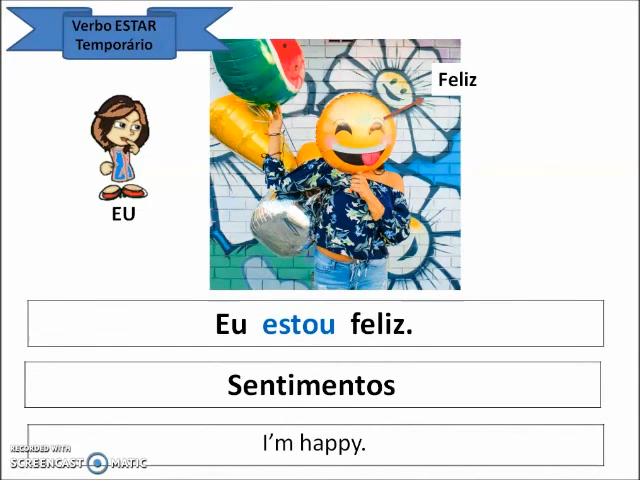 Verbo ESTAR
Temporário
Feliz
EU
Eu estou feliz.
Sentimentos
I'm happy.
RECORDED WITH
SCREENCAST MATIC